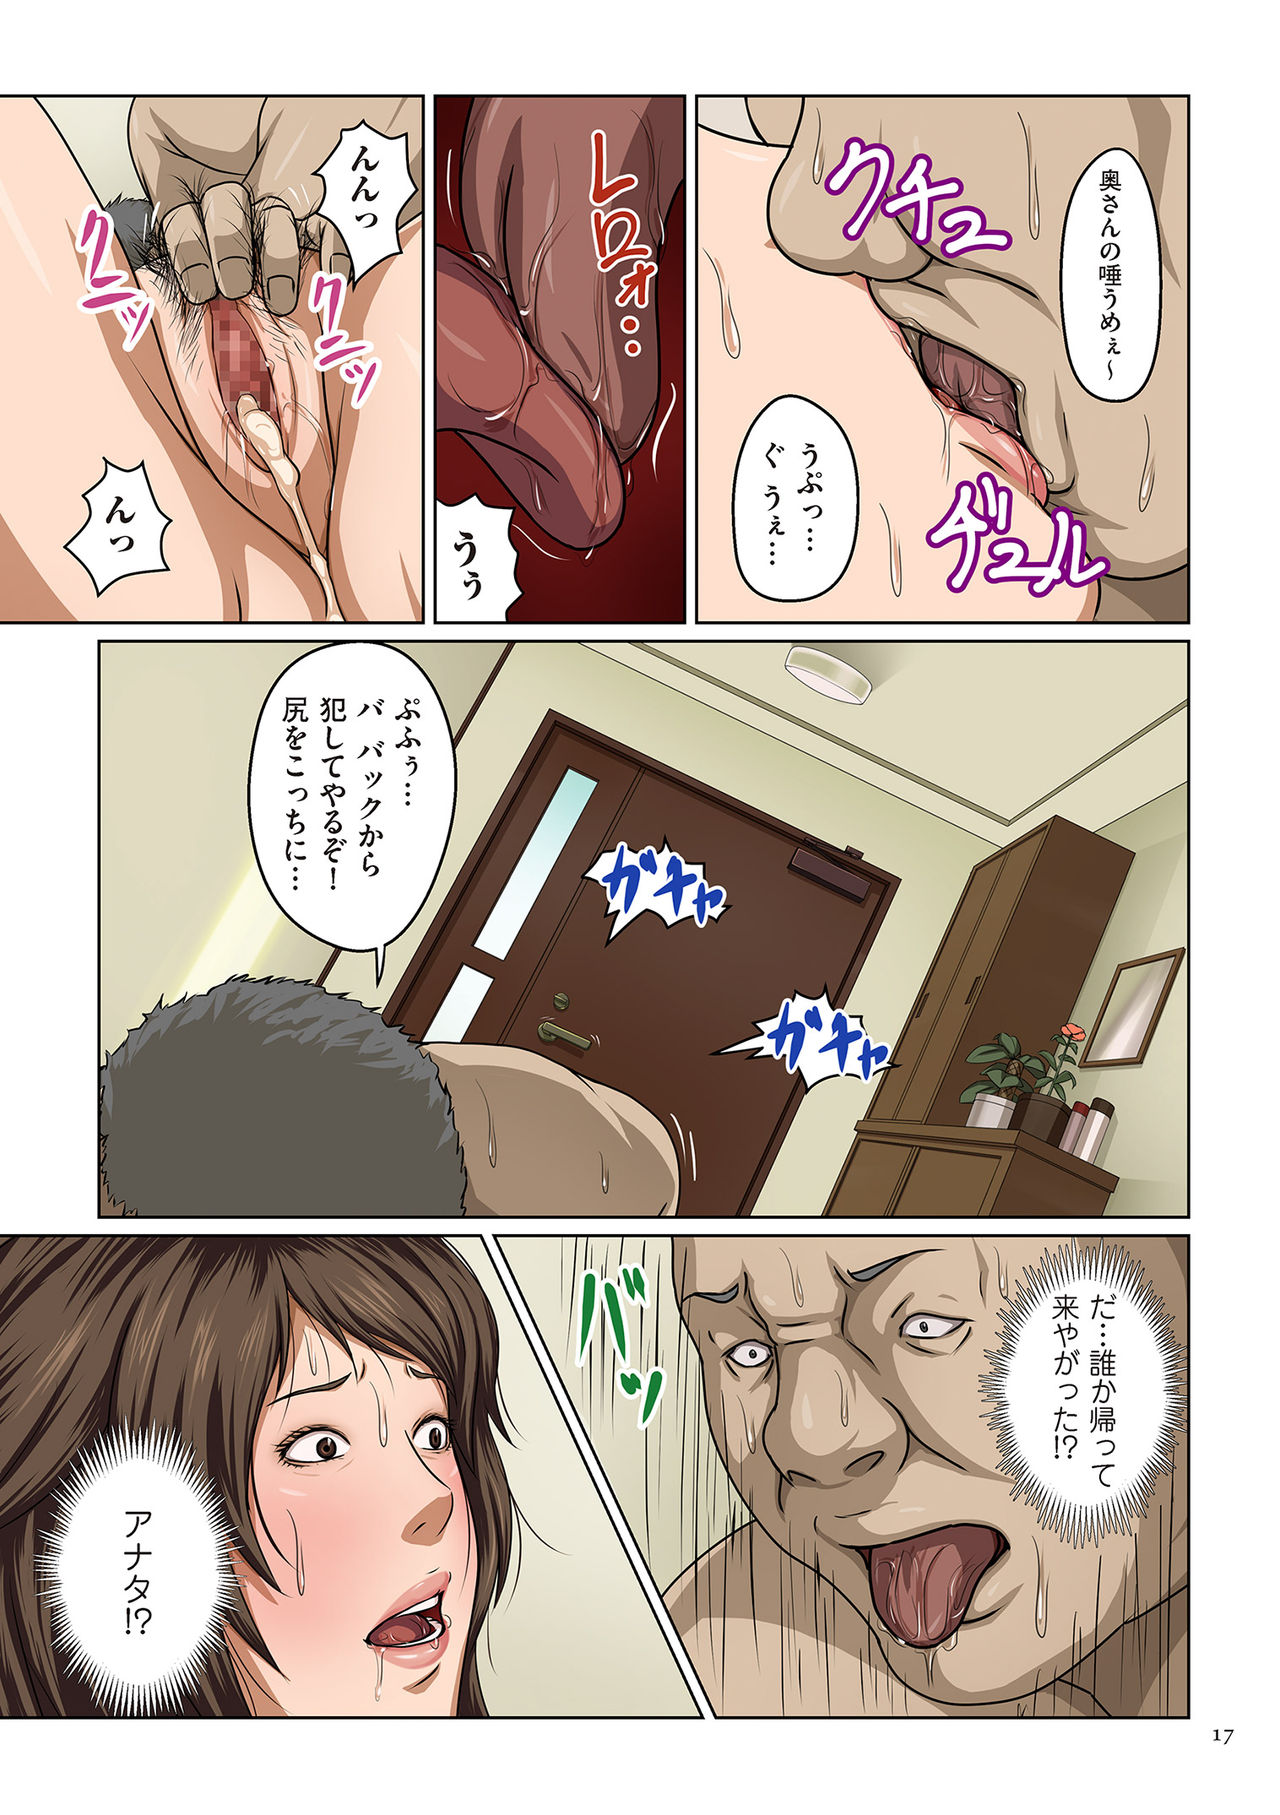 奥さんの唾うめぇ〜
クチュ
うぷっ…
ぐ うぇ…
ヂュル
レロォ…
うぅ
んんっ
クニッ
クニッ
んっ
ぷふぅ…
バ バックから
犯してやるぞ！
尻をこっちに…
ガチャ
ガチャ
だ…誰か帰って
来やがった!?
バッ
アナタ!?
17